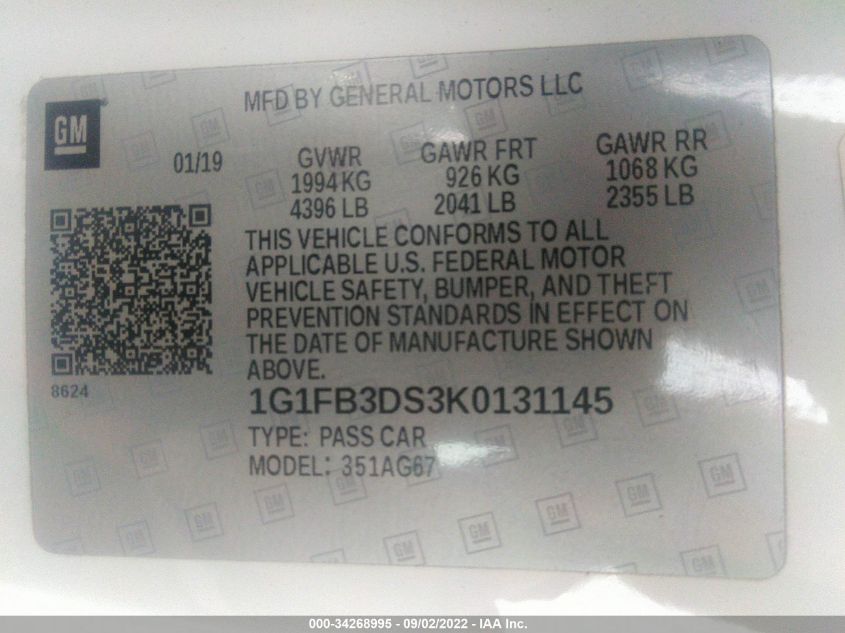 MFD BY GENERAL MOTORS LLC
GM
01/19
GVWR
1994 KG
4396 LB
GAWR FRT
926 KG
2041 LB
GAWR RR
1068 KG
2355 LB
THIS VEHICLE CONFORMS TO ALL
APPLICABLE U.S. FEDERAL MOTOR
VEHICLE SAFETY, BUMPER, AND THEFT
PREVENTION STANDARDS IN EFFECT ON
THE DATE OF MANUFACTURE SHOWN
ABOVE.
8624
1G1FB3DS3K0131145
TYPE: PASS CAR
MODEL: 351AG67
000-34268995 - 09/02/2022 - IAA Inc.